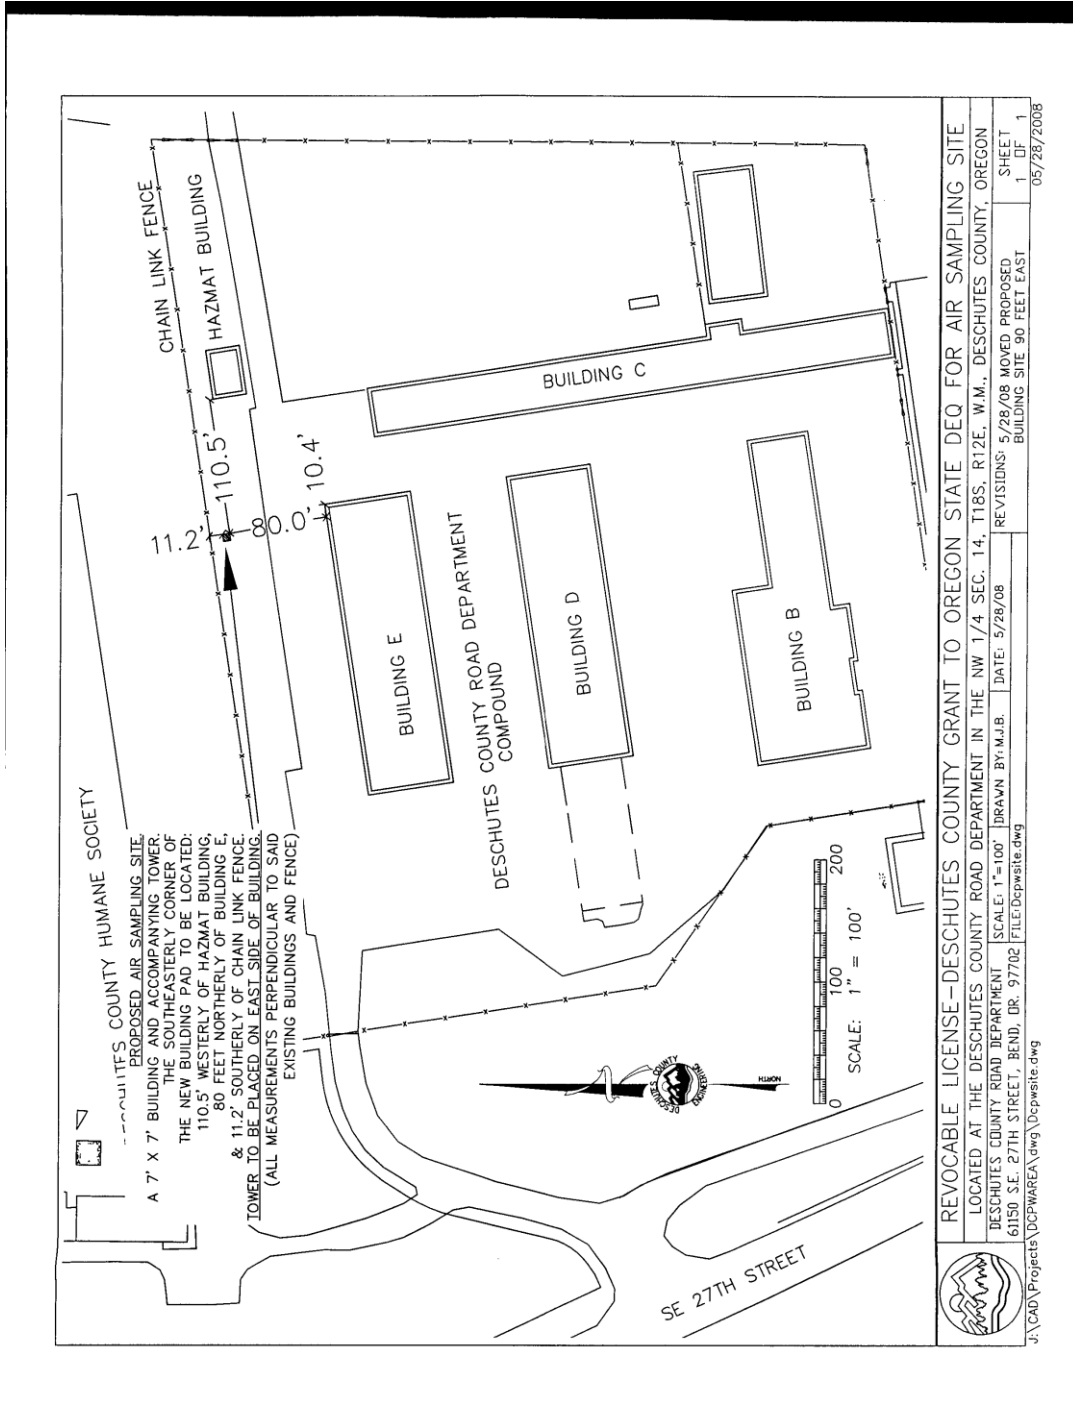 CHAIN LINK FENCE
HAZMAT BUILDING
110.5'
10.4'
11.2'
80.0'
BUILDING C
BUILDING E
DESCHUTES COUNTY ROAD DEPARTMENT
COMPOUND
BUILDING D
BUILDING B
COUNTY HUMANE SOCIETY
PROPOSED AIR SAMPLING SITE
A 7' X 7' BUILDING AND ACCOMPANYING TOWER.
THE SOUTHEASTERLY CORNER OF
THE NEW BUILDING PAD TO BE LOCATED:
110.5' WESTERLY OF HAZMAT BUILDING,
80 FEET NORTHERLY OF BUILDING E,
& 11.2' SOUTHERLY OF CHAIN LINK FENCE.
TOWER TO BE PLACED ON EAST SIDE OF BUILDING.
(ALL MEASUREMENTS PERPENDICULAR TO SAID
EXISTING BUILDINGS AND FENCE)
DESCHUTES COUNTY
ENGINEERING
NORTH
0 100 200
SCALE: 1" = 100'
SE 27TH STREET
REVOCABLE LICENSE-DESCHUTES COUNTY GRANT TO OREGON STATE DEQ FOR AIR SAMPLING SITE
LOCATED AT THE DESCHUTES COUNTY ROAD DEPARTMENT IN THE NW 1/4 SEC. 14, T18S, R12E, W.M., DESCHUTES COUNTY, OREGON
DESCHUTES COUNTY ROAD DEPARTMENT
61150 S.E. 27TH STREET, BEND, OR. 97702
SCALE: 1"=100'
DRAWN BY: M.J.B.
DATE: 5/28/08
FILE: Dcpwsite.dwg
REVISIONS: 5/28/08 MOVED PROPOSED
BUILDING SITE 90 FEET EAST
SHEET
1 OF 1
J:\CAD\Projects\DCPWAREA\dwg\Dcpwsite.dwg
05/28/2008